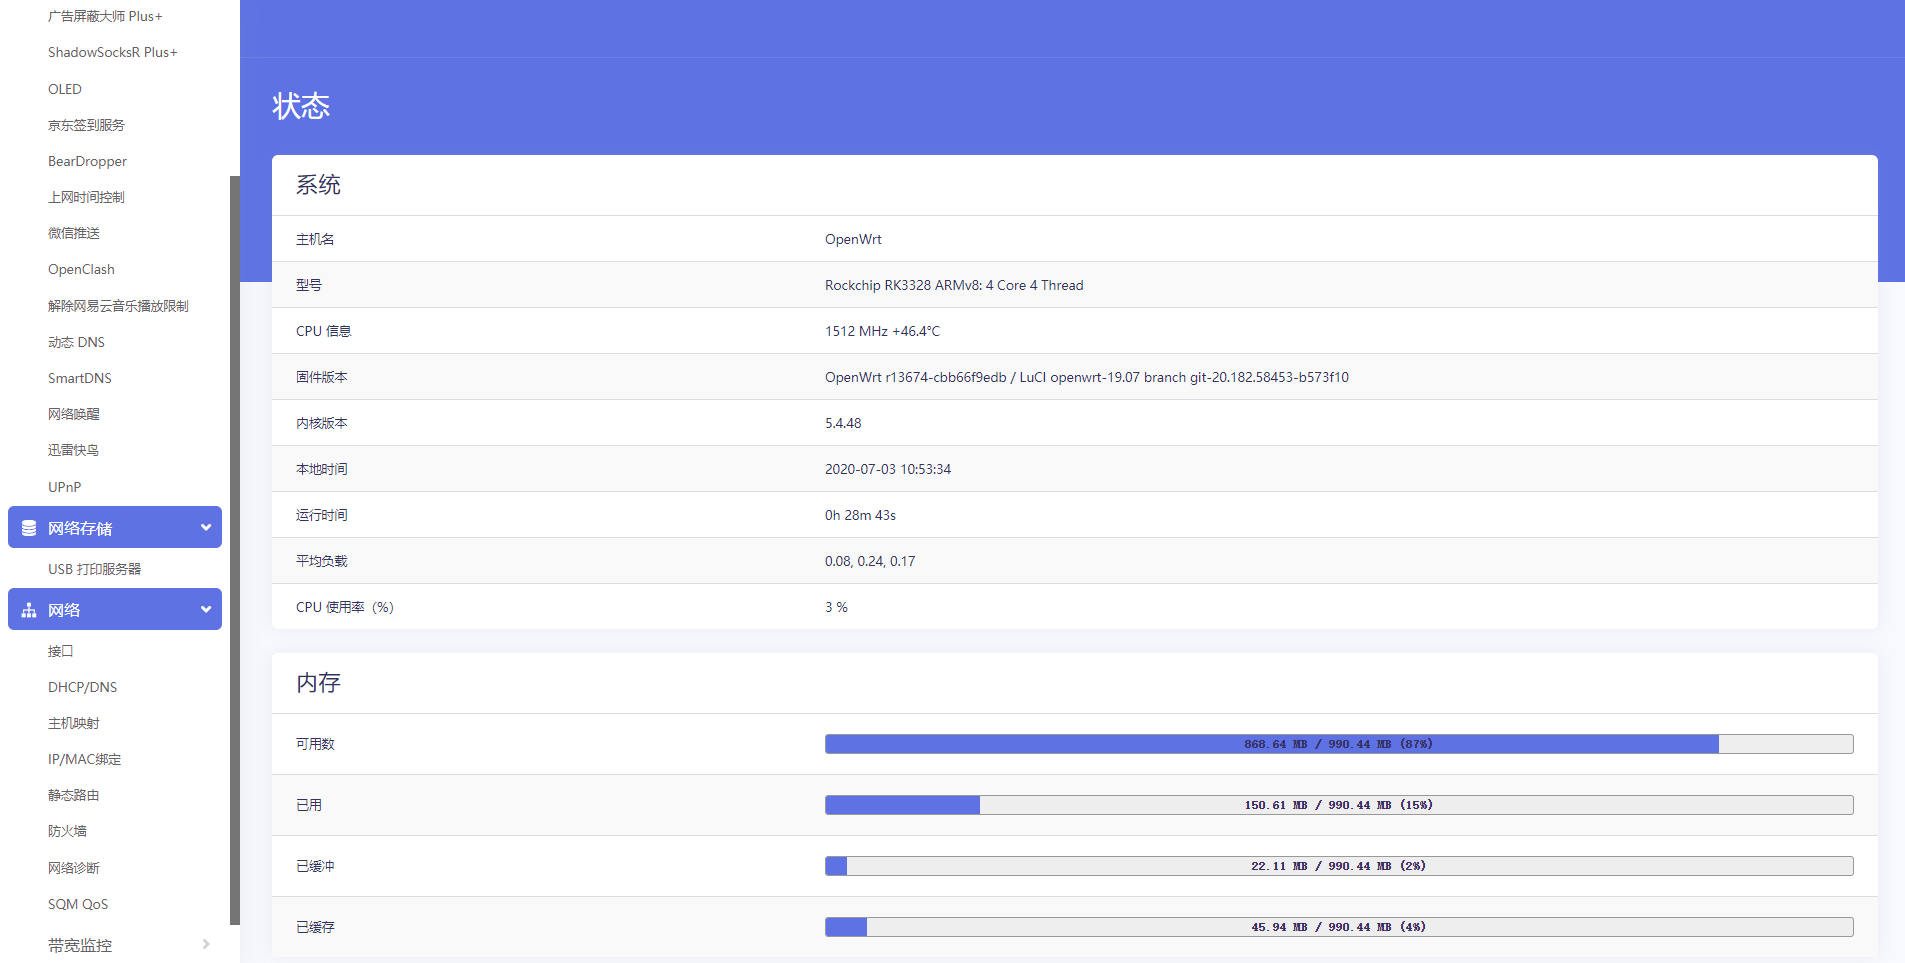 广告屏蔽大师 Plus+
ShadowSocksR Plus+
OLED
京东签到服务
BearDropper
上网时间控制
微信推送
OpenClash
解除网易云音乐播放限制
动态 DNS
SmartDNS
网络唤醒
迅雷快鸟
UPnP
网络存储
USB 打印服务器
网络
接口
DHCP/DNS
主机映射
IP/MAC绑定
静态路由
防火墙
网络诊断
SQM QoS
带宽监控
状态
系统
主机名 OpenWrt
型号 Rockchip RK3328 ARMv8: 4 Core 4 Thread
CPU 信息 1512 MHz +46.4°C
固件版本 OpenWrt r13674-cbb66f9edb / LuCI openwrt-19.07 branch git-20.182.58453-b573f10
内核版本 5.4.48
本地时间 2020-07-03 10:53:34
运行时间 0h 28m 43s
平均负载 0.08, 0.24, 0.17
CPU 使用率（%） 3 %
内存
可用数 868.64 MB / 990.44 MB (87%)
已用 150.61 MB / 990.44 MB (15%)
已缓冲 22.11 MB / 990.44 MB (2%)
已缓存 45.94 MB / 990.44 MB (4%)